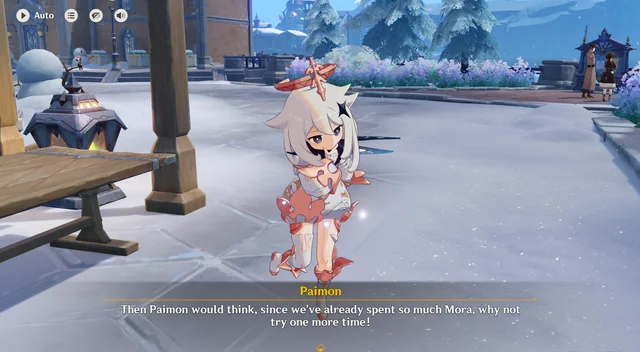 Auto
Paimon
Then Paimon would think, since we've already spent so much Mora, why not
try one more time!